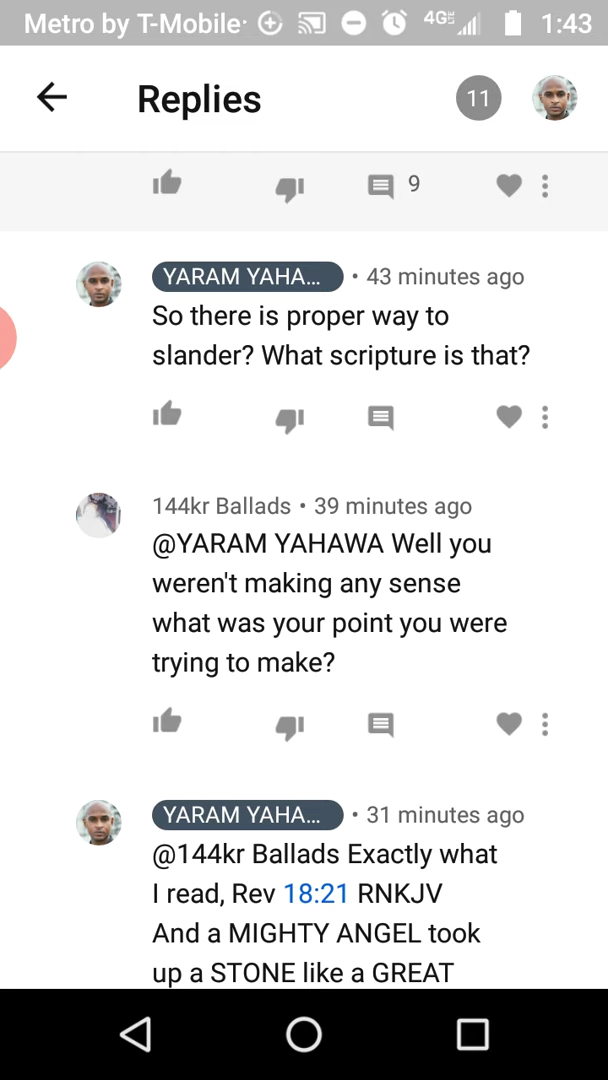 Metro by T-Mobile· 4G LTE 1:43
Replies 11
9
YARAM YAHA... • 43 minutes ago
So there is proper way to
slander? What scripture is that?
144kr Ballads • 39 minutes ago
@YARAM YAHAWA Well you
weren't making any sense
what was your point you were
trying to make?
YARAM YAHA... • 31 minutes ago
@144kr Ballads Exactly what
I read, Rev 18:21 RNKJV
And a MIGHTY ANGEL took
up a STONE like a GREAT